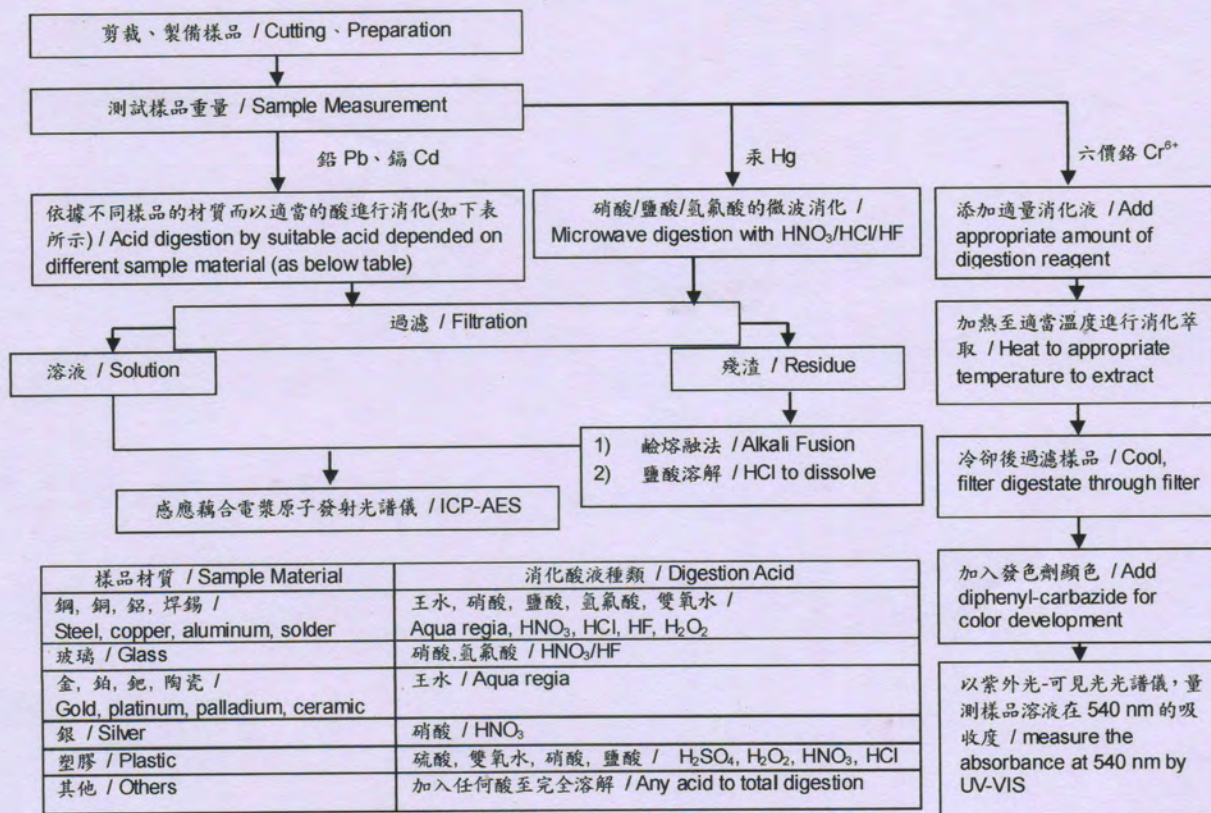 剪裁、製備樣品 / Cutting、Preparation
測試樣品重量 / Sample Measurement
鉛 Pb、鎘 Cd
汞 Hg
六價鉻 Cr⁶⁺
依據不同樣品的材質而以適當的酸進行消化(如下表
所示) / Acid digestion by suitable acid depended on
different sample material (as below table)
硝酸/鹽酸/氫氟酸的微波消化 /
Microwave digestion with HNO₃/HCl/HF
添加適量消化液 / Add
appropriate amount of
digestion reagent
過濾 / Filtration
溶液 / Solution
殘渣 / Residue
加熱至適當溫度進行消化萃
取 / Heat to appropriate
temperature to extract
1) 鹼熔融法 / Alkali Fusion
2) 鹽酸溶解 / HCl to dissolve
冷卻後過濾樣品 / Cool,
filter digestate through filter
感應藕合電漿原子發射光譜儀 / ICP-AES
加入發色劑顯色 / Add
diphenyl-carbazide for
color development
以紫外光-可見光光譜儀，量
測樣品溶液在 540 nm 的吸
收度 / measure the
absorbance at 540 nm by
UV-VIS
樣品材質 / Sample Material
消化酸液種類 / Digestion Acid
鋼, 銅, 鋁, 焊錫 /
Steel, copper, aluminum, solder
王水, 硝酸, 鹽酸, 氫氟酸, 雙氧水 /
Aqua regia, HNO₃, HCl, HF, H₂O₂
玻璃 / Glass
硝酸,氫氟酸 / HNO₃/HF
金, 鉑, 鈀, 陶瓷 /
Gold, platinum, palladium, ceramic
王水 / Aqua regia
銀 / Silver
硝酸 / HNO₃
塑膠 / Plastic
硫酸, 雙氧水, 硝酸, 鹽酸 / H₂SO₄, H₂O₂, HNO₃, HCl
其他 / Others
加入任何酸至完全溶解 / Any acid to total digestion